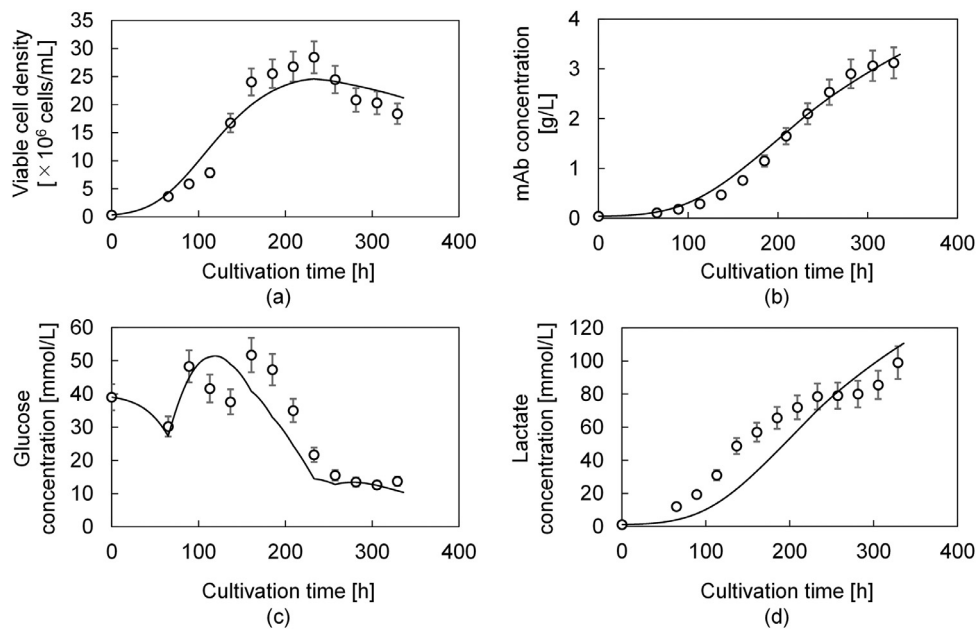 Viable cell density
[×10⁶ cells/mL]
35
30
25
20
15
10
5
0
0 100 200 300 400
Cultivation time [h]
(a)
mAb concentration
[g/L]
4
3
2
1
0
0 100 200 300 400
Cultivation time [h]
(b)
Glucose
concentration [mmol/L]
60
50
40
30
20
10
0
0 100 200 300 400
Cultivation time [h]
(c)
Lactate
concentration [mmol/L]
120
100
80
60
40
20
0
0 100 200 300 400
Cultivation time [h]
(d)